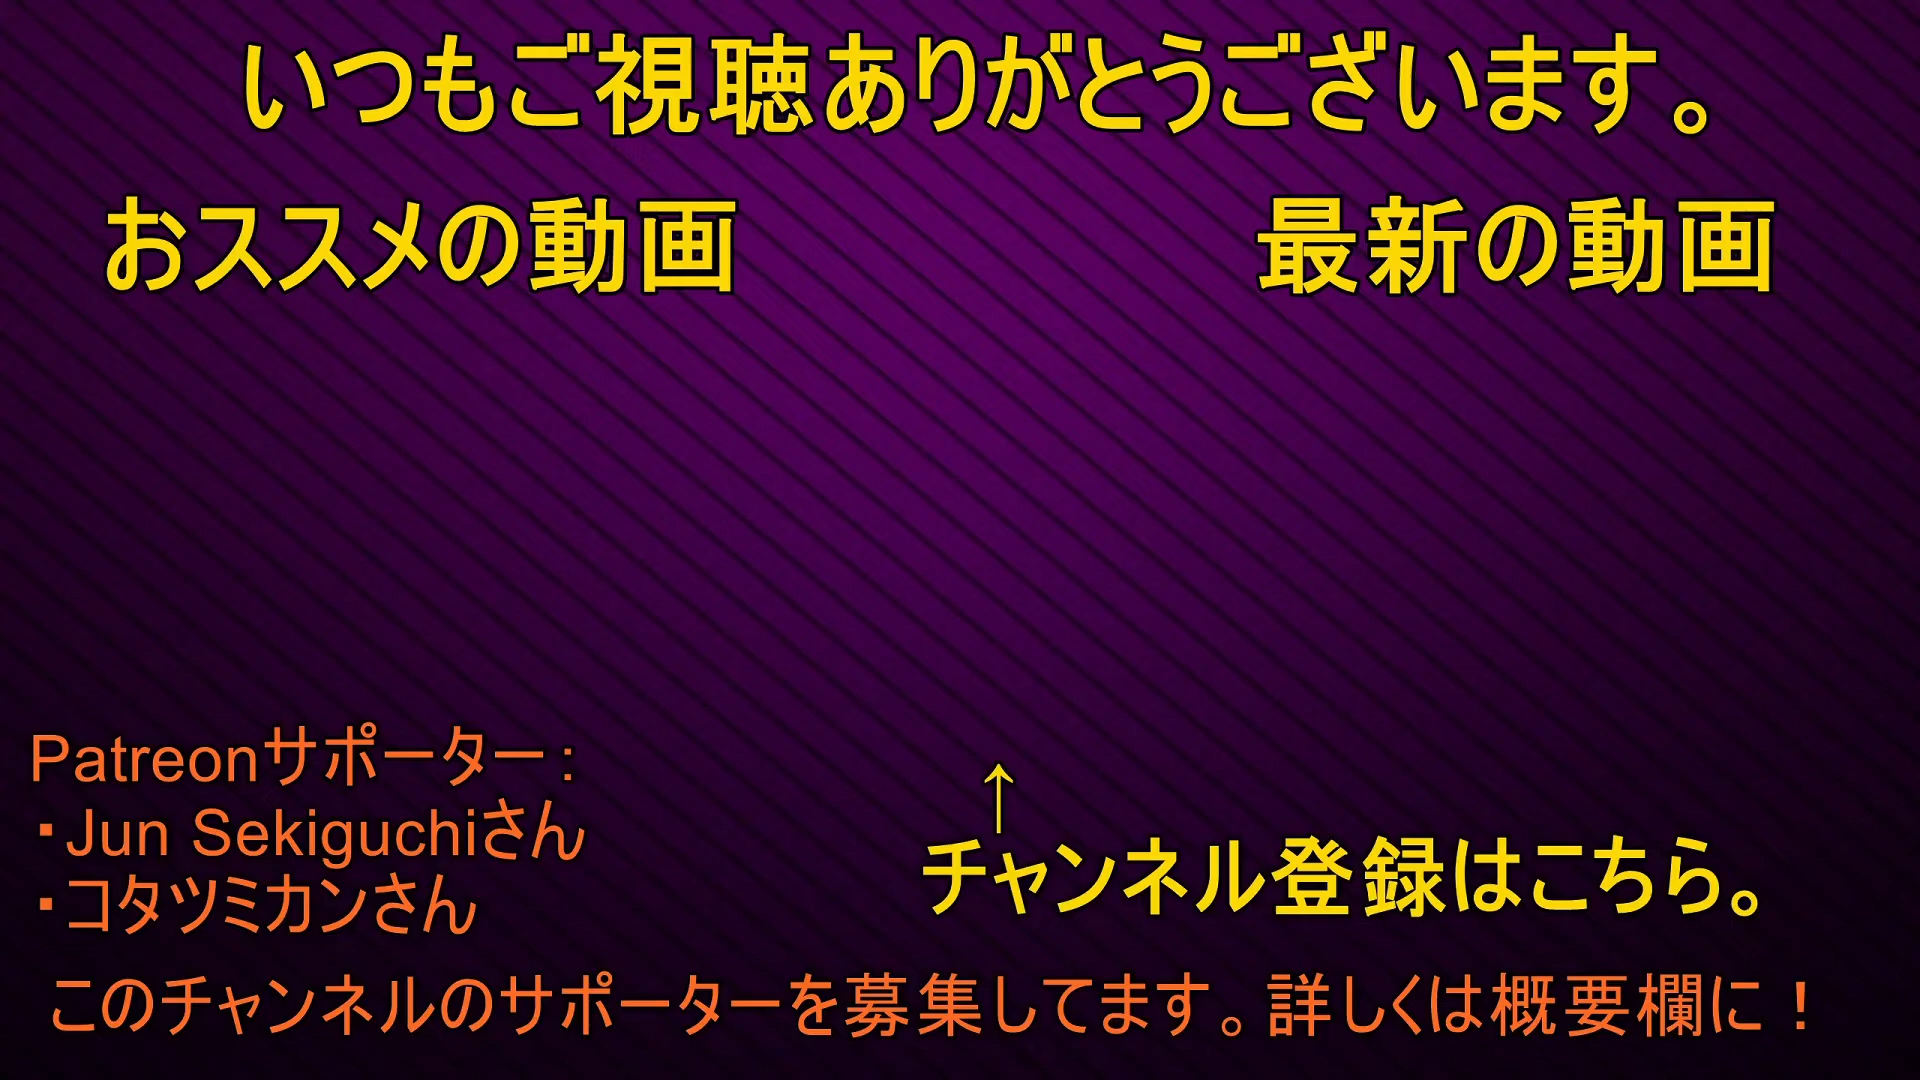 いつもご視聴ありがとうございます。
おススメの動画
最新の動画
Patreonサポーター：
・Jun Sekiguchiさん
・コタツミカンさん
↑
チャンネル登録はこちら。
このチャンネルのサポーターを募集してます。詳しくは概要欄に！